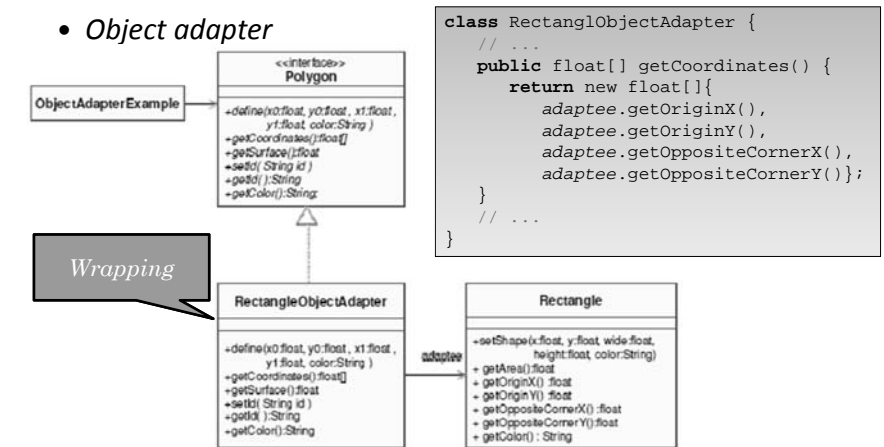 • Object adapter
ObjectAdapterExample
<<interface>>
Polygon
+define(x0:float, y0:float, x1:float,
y1:float, color:String )
+getCoordinates():float[]
+getSurface():float
+setId( String id )
+getId( ):String
+getColor():String;
class RectanglObjectAdapter {
// ...
public float[] getCoordinates() {
return new float[]{
adaptee.getOriginX(),
adaptee.getOriginY(),
adaptee.getOppositeCornerX(),
adaptee.getOppositeCornerY()};
}
// ...
}
Wrapping
RectangleObjectAdapter
+define(x0:float, y0:float, x1:float,
y1:float, color:String )
+getCoordinates():float[]
+getSurface():float
+setId( String id )
+getId( ):String
+getColor():String
adaptee
Rectangle
+setShape(x:float, y:float, wide:float,
height:float, color:String)
+ getArea():float
+ getOriginX() :float
+ getOriginY() :float
+ getOppositeCornerX() :float
+ getOppositeCornerY():float
+ getColor() : String